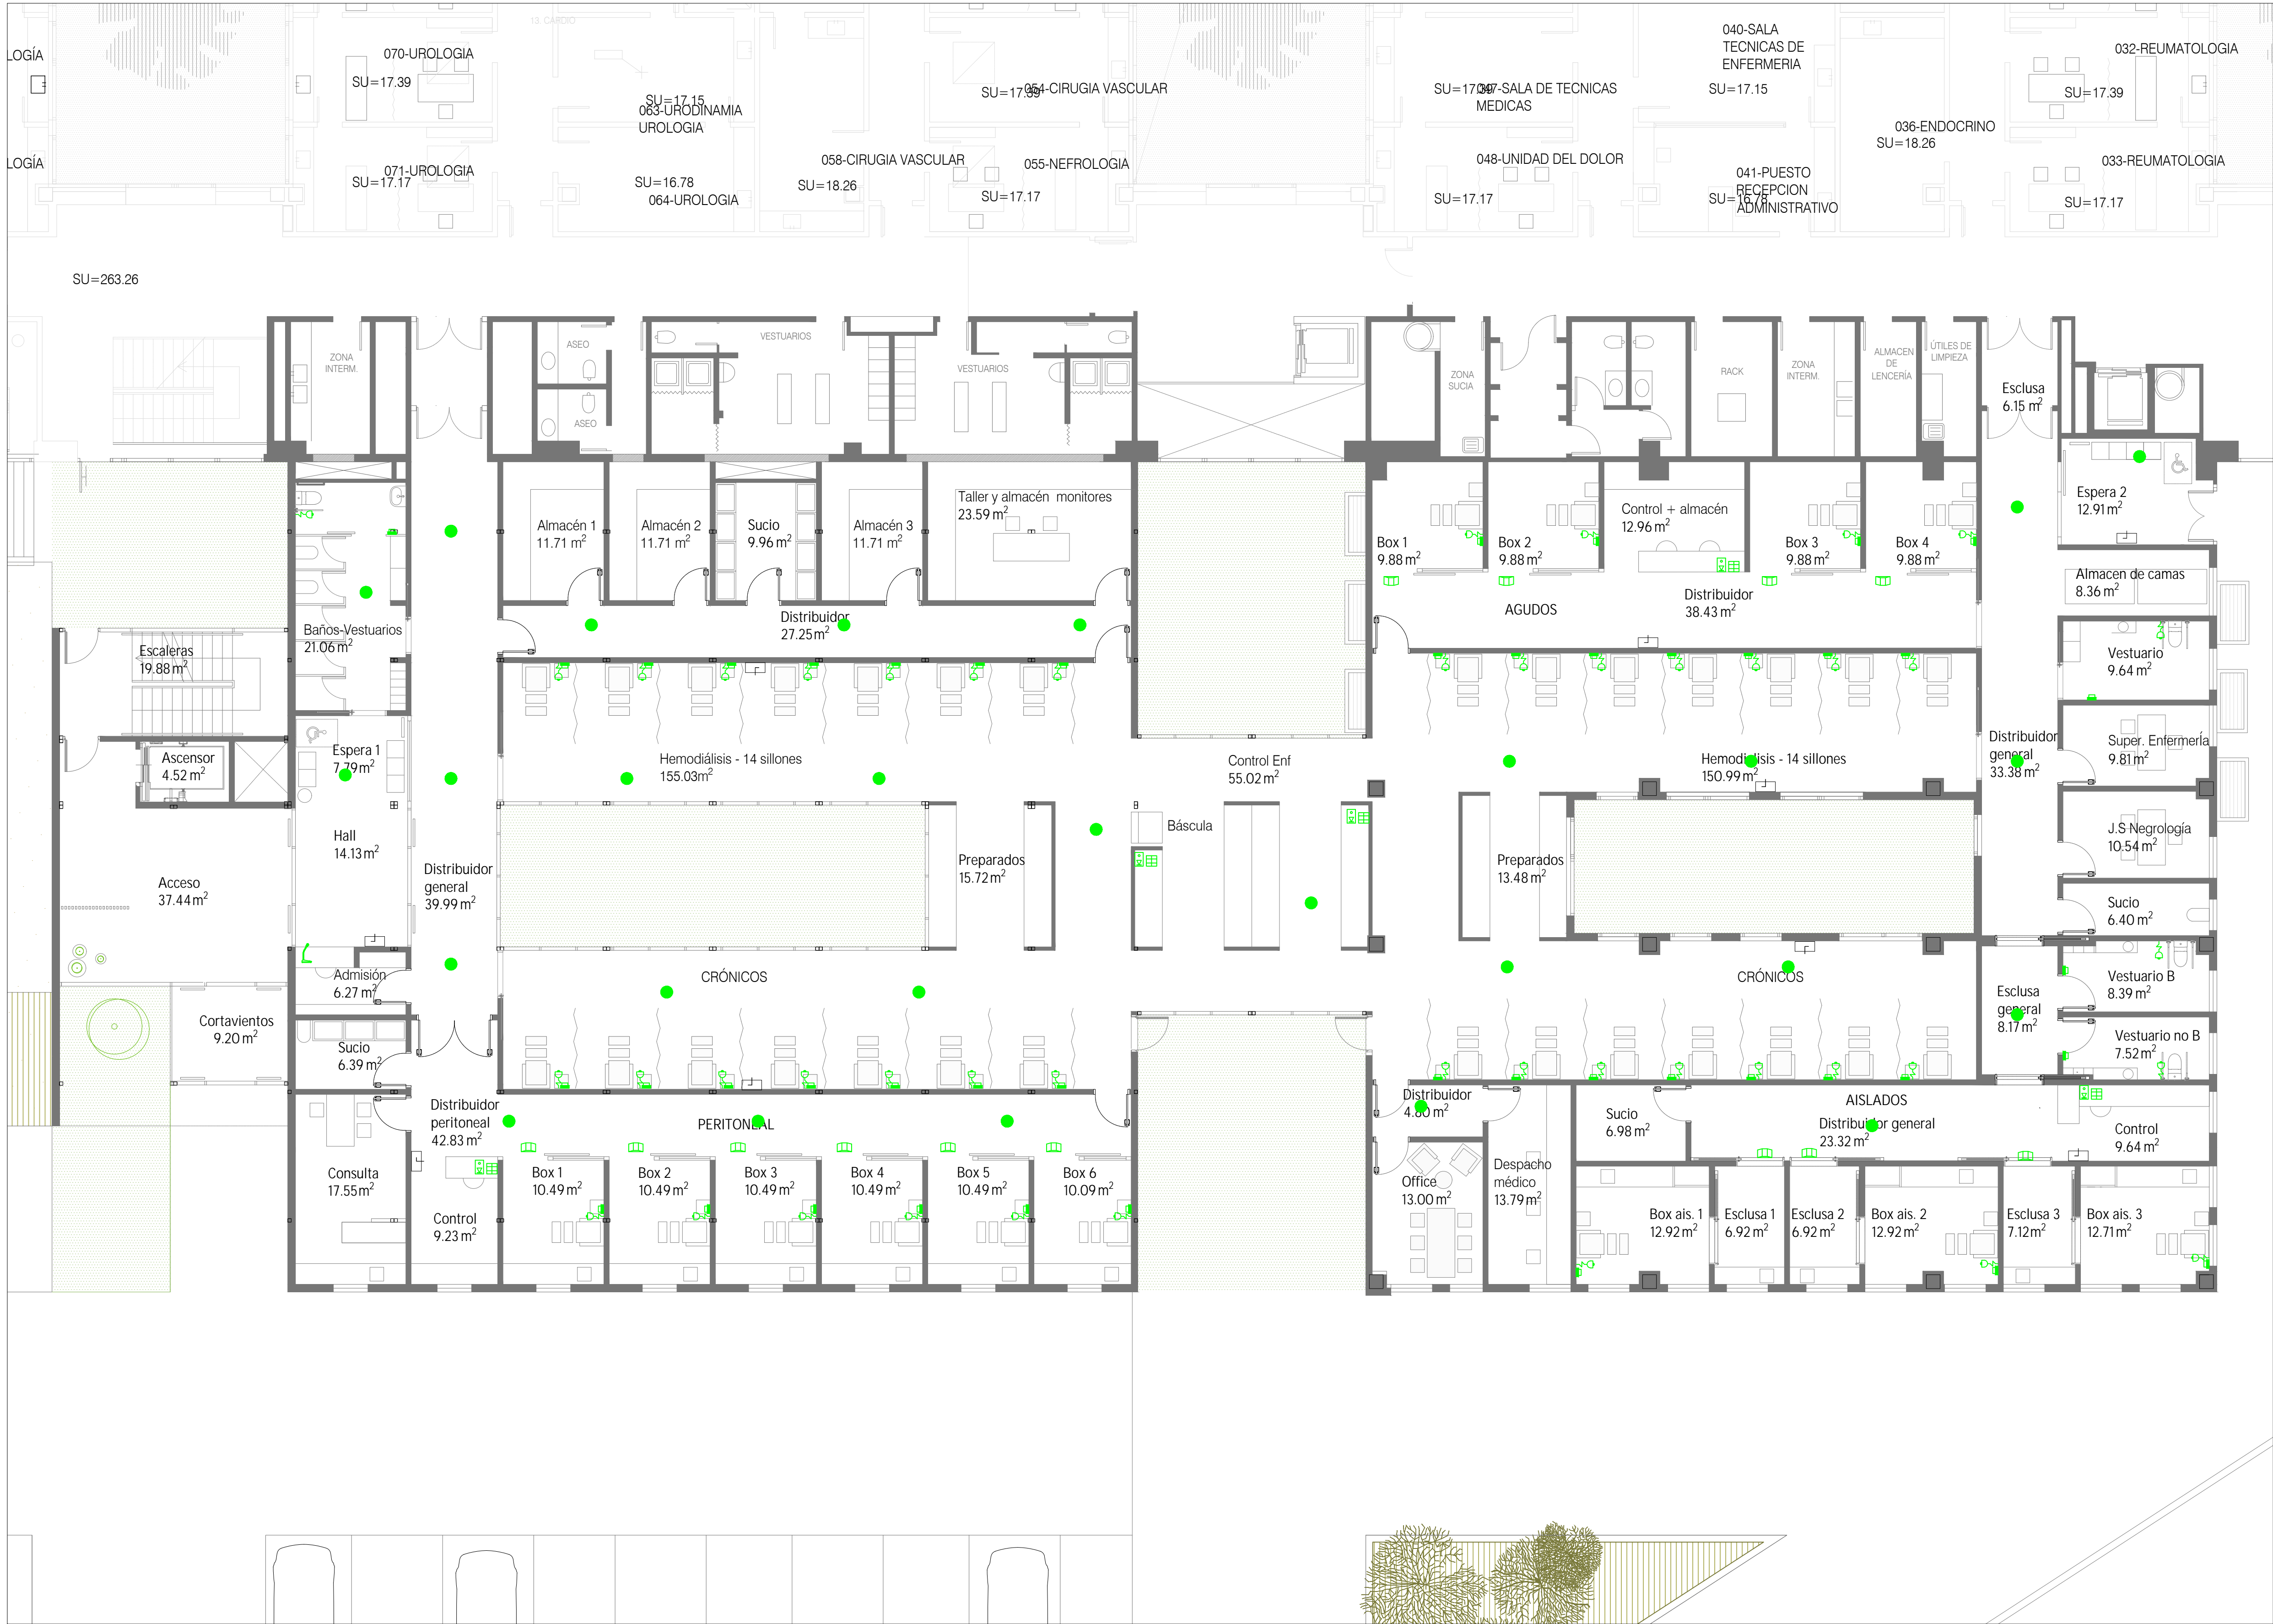 13. CARDIO
LOGÍA
070-UROLOGIA
SU=17.39
SU=17.15
063-URODINAMIA
UROLOGIA
SU=17.39
054-CIRUGIA VASCULAR
SU=17.39
047-SALA DE TECNICAS
MEDICAS
040-SALA
TECNICAS DE
ENFERMERIA
SU=17.15
032-REUMATOLOGIA
SU=17.39
LOGÍA
071-UROLOGIA
SU=17.17
SU=16.78
064-UROLOGIA
058-CIRUGIA VASCULAR
SU=18.26
055-NEFROLOGIA
SU=17.17
048-UNIDAD DEL DOLOR
SU=17.17
041-PUESTO
RECEPCION
ADMINISTRATIVO
SU=16.78
036-ENDOCRINO
SU=18.26
033-REUMATOLOGIA
SU=17.17
SU=263.26
ZONA
INTERM.
ASEO
ASEO
VESTUARIOS
VESTUARIOS
ZONA
SUCIA
RACK
ZONA
INTERM.
ALMACEN
DE
LENCERÍA
ÚTILES DE
LIMPIEZA
Esclusa
6.15 m²
Almacén 1
11.71 m²
Almacén 2
11.71 m²
Sucio
9.96 m²
Almacén 3
11.71 m²
Taller y almacén monitores
23.59 m²
Box 1
9.88 m²
Box 2
9.88 m²
Control + almacén
12.96 m²
Box 3
9.88 m²
Box 4
9.88 m²
Espera 2
12.91 m²
Almacen de camas
8.36 m²
Distribuidor
27.25 m²
AGUDOS
Distribuidor
38.43 m²
Baños-Vestuarios
21.06 m²
Escaleras
19.88 m²
Vestuario
9.64 m²
Ascensor
4.52 m²
Espera 1
7.79 m²
Hemodiálisis - 14 sillones
155.03 m²
Control Enf
55.02 m²
Hemodiálisis - 14 sillones
150.99 m²
Distribuidor
general
33.38 m²
Super. Enfermería
9.81 m²
Hall
14.13 m²
Báscula
J.S Negrología
10.54 m²
Acceso
37.44 m²
Distribuidor
general
39.99 m²
Preparados
15.72 m²
Preparados
13.48 m²
Sucio
6.40 m²
Admisión
6.27 m²
CRÓNICOS
CRÓNICOS
Esclusa
general
8.17 m²
Vestuario B
8.39 m²
Cortavientos
9.20 m²
Sucio
6.39 m²
Vestuario no B
7.52 m²
Distribuidor
peritoneal
42.83 m²
PERITONEAL
Distribuidor
4.80 m²
Sucio
6.98 m²
AISLADOS
Distribuidor general
23.32 m²
Control
9.64 m²
Consulta
17.55 m²
Control
9.23 m²
Box 1
10.49 m²
Box 2
10.49 m²
Box 3
10.49 m²
Box 4
10.49 m²
Box 5
10.49 m²
Box 6
10.09 m²
Office
13.00 m²
Despacho
médico
13.79 m²
Box ais. 1
12.92 m²
Esclusa 1
6.92 m²
Esclusa 2
6.92 m²
Box ais. 2
12.92 m²
Esclusa 3
7.12 m²
Box ais. 3
12.71 m²